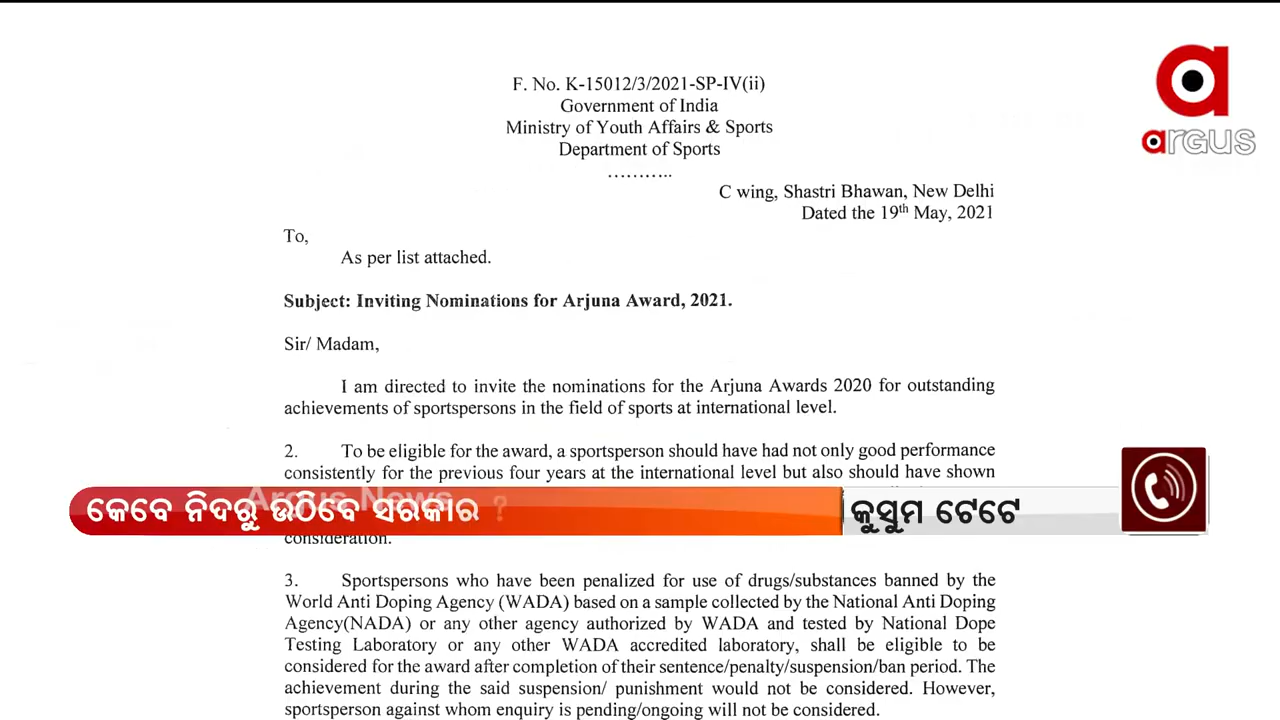 F. No. K-15012/3/2021-SP-IV(ii)
Government of India
Ministry of Youth Affairs & Sports
Department of Sports
...........
C wing, Shastri Bhawan, New Delhi
Dated the 19th May, 2021
To,
As per list attached.
Subject: Inviting Nominations for Arjuna Award, 2021.
Sir/ Madam,
I am directed to invite the nominations for the Arjuna Awards 2020 for outstanding
achievements of sportspersons in the field of sports at international level.
2. To be eligible for the award, a sportsperson should have had not only good performance
consistently for the previous four years at the international level but also should have shown
Argus News
କେବେ ନିଦରୁ ଉଠିବେ ସରକାର ?
କୁସୁମ ଟେଟେ
consideration.
3. Sportspersons who have been penalized for use of drugs/substances banned by the
World Anti Doping Agency (WADA) based on a sample collected by the National Anti Doping
Agency(NADA) or any other agency authorized by WADA and tested by National Dope
Testing Laboratory or any other WADA accredited laboratory, shall be eligible to be
considered for the award after completion of their sentence/penalty/suspension/ban period. The
achievement during the said suspension/ punishment would not be considered. However,
sportsperson against whom enquiry is pending/ongoing will not be considered.
argus